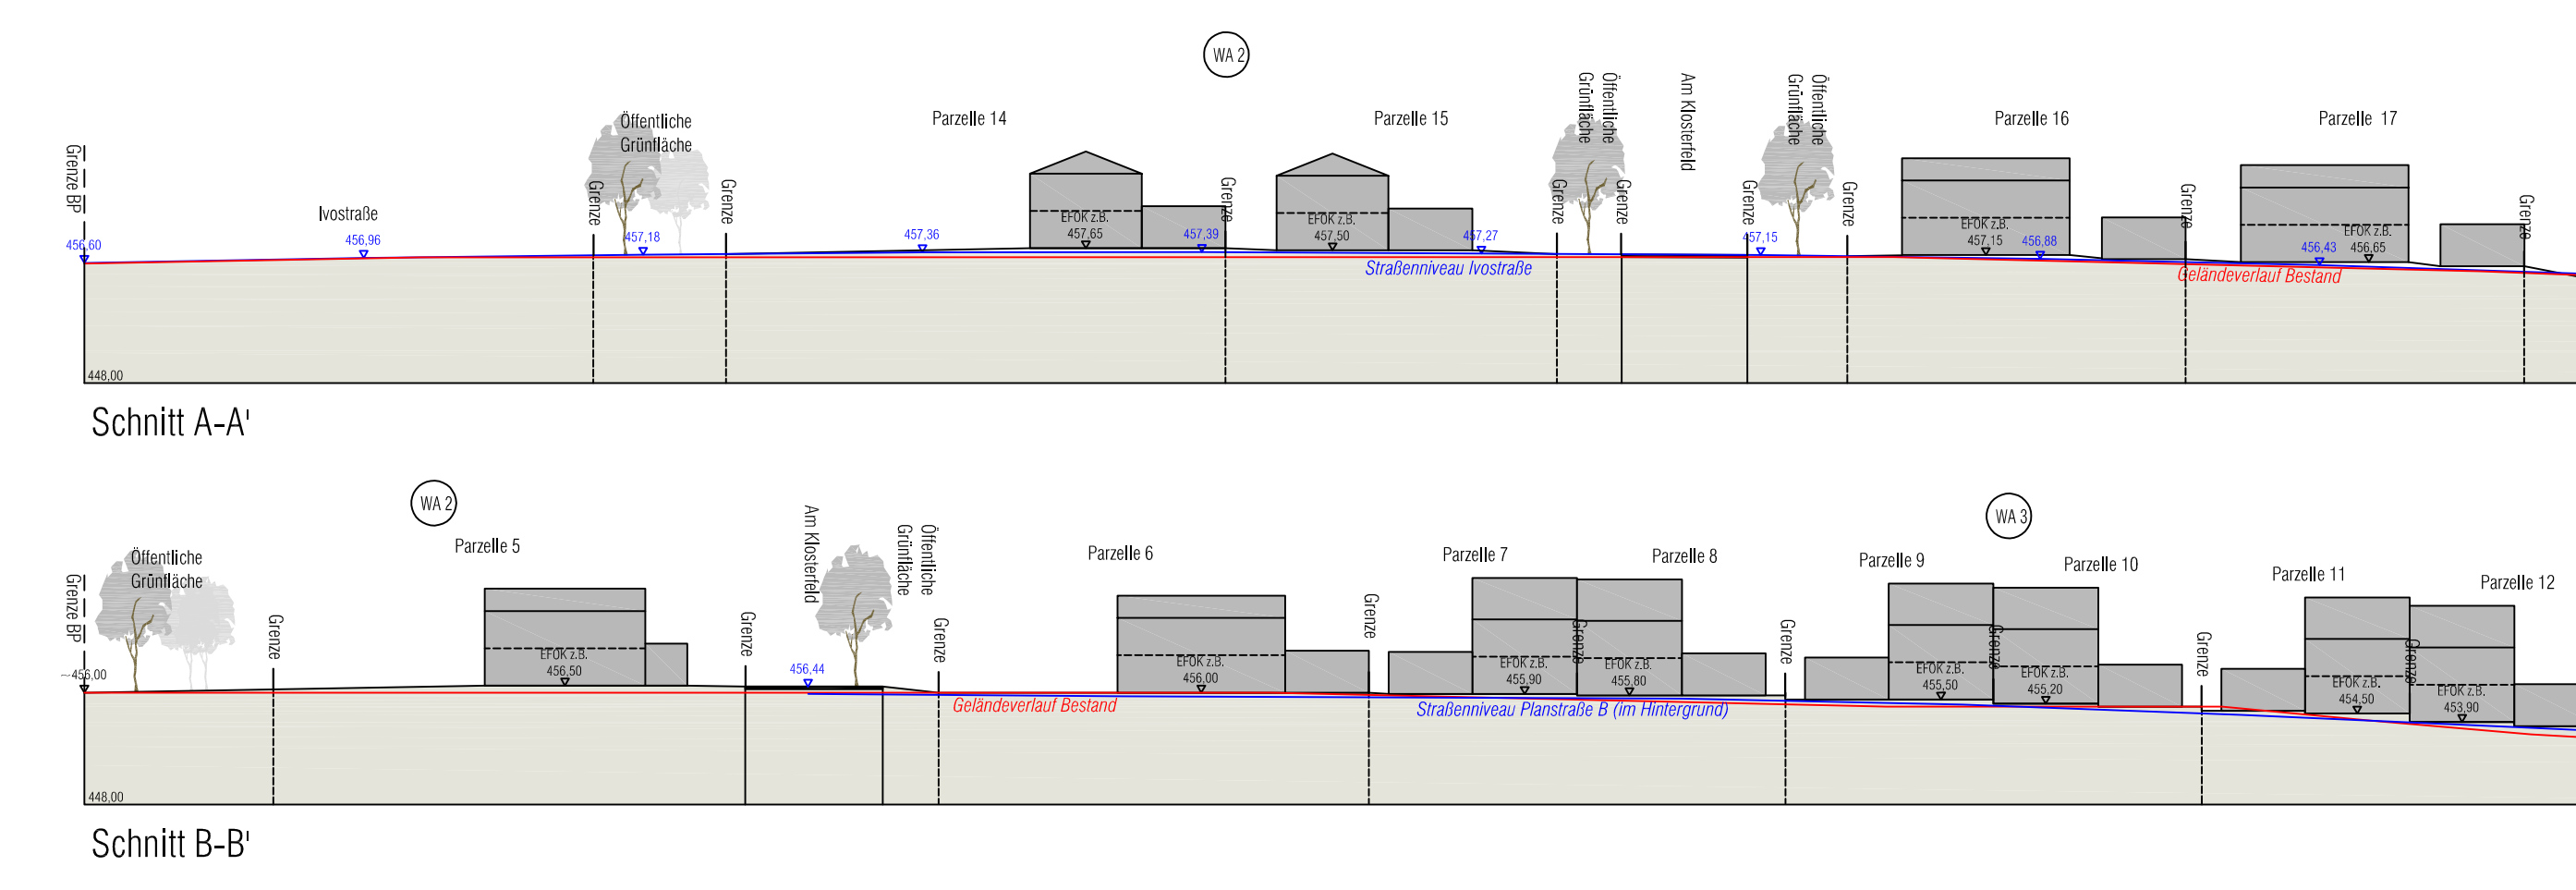 WA 2
Öffentliche
Grünfläche
Parzelle 14
Parzelle 15
Öffentliche
Grünfläche
Am Klosterfeld
Öffentliche
Grünfläche
Parzelle 16
Parzelle 17
Grenze BP
Ivostraße
Grenze
Grenze
Grenze
Grenze
Grenze
Grenze
Grenze
Grenze
Grenze
456,60
456,96
457,18
457,36
EFOK z.B.
457,65
457,39
EFOK z.B.
457,50
457,27
457,15
EFOK z.B.
457,15
456,88
456,43
EFOK z.B.
456,65
Straßenniveau Ivostraße
Geländeverlauf Bestand
448,00
Schnitt A-A'
WA 2
WA 3
Öffentliche
Grünfläche
Parzelle 5
Am Klosterfeld
Öffentliche
Grünfläche
Parzelle 6
Parzelle 7
Parzelle 8
Parzelle 9
Parzelle 10
Parzelle 11
Parzelle 12
Grenze BP
Grenze
Grenze
Grenze
Grenze
Grenze
Grenze
Grenze
Grenze
Grenze
~456,00
EFOK z.B.
456,50
456,44
EFOK z.B.
456,00
EFOK z.B.
455,90
EFOK z.B.
455,80
EFOK z.B.
455,50
EFOK z.B.
455,20
EFOK z.B.
454,50
EFOK z.B.
453,90
Geländeverlauf Bestand
Straßenniveau Planstraße B (im Hintergrund)
448,00
Schnitt B-B'